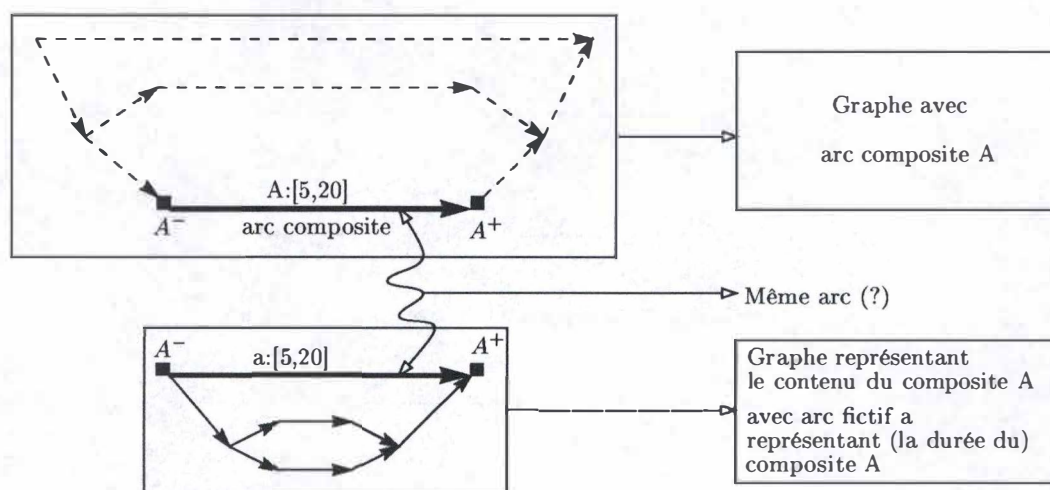 A:[5,20]
A⁻
arc composite
A⁺
Graphe avec
arc composite A
Même arc (?)
A⁻
a:[5,20]
A⁺
Graphe représentant
le contenu du composite A
avec arc fictif a
représentant (la durée du)
composite A